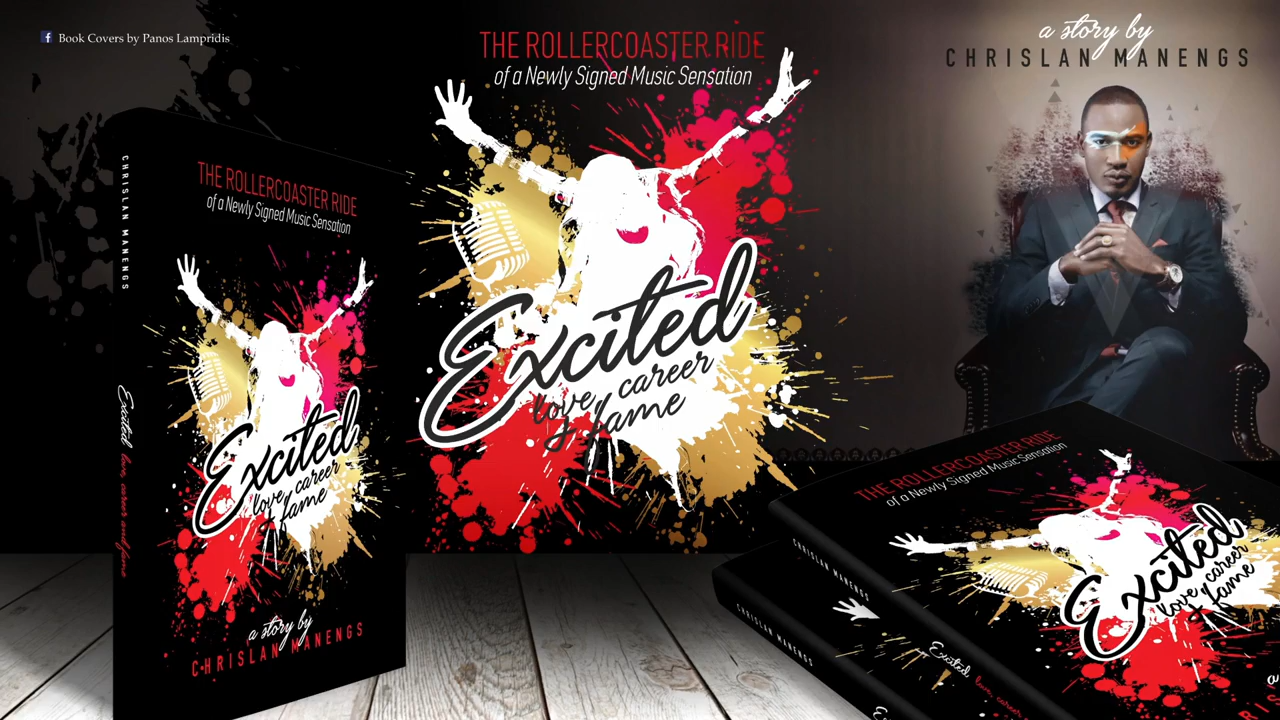 f Book Covers by Panos Lampridis
THE ROLLERCOASTER RIDE
of a Newly Signed Music Sensation
Excited
love career
& fame
a story by
CHRISLAN MANENGS
CHRISLAN MANENGS
Excited love, career and fame
THE ROLLERCOASTER RIDE
of a Newly Signed Music Sensation
Excited
love career
& fame
a story by
CHRISLAN MANENGS
THE ROLLERCOASTER RIDE
of a Newly Signed Music Sensation
Excited
love career
& fame
CHRISLAN MANENGS
Excited love, career
CHRISLAN MANENGS